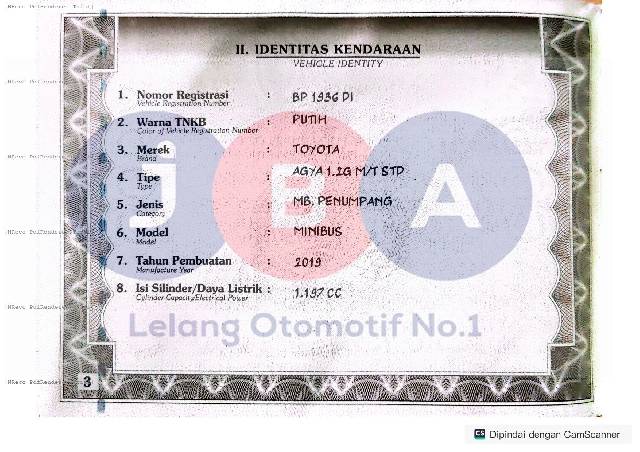 II. IDENTITAS KENDARAAN
VEHICLE IDENTITY
1. Nomor Registrasi : BP 1936 DI
Vehicle Registration Number
2. Warna TNKB : PUTIH
Color of Vehicle Registration Number
3. Merek : TOYOTA
Brand
4. Tipe : AGYA 1.2G M/T STD
Type
5. Jenis : MB. PENUMPANG
Category
6. Model : MINIBUS
Model
7. Tahun Pembuatan : 2019
Manufacture Year
8. Isi Silinder/Daya Listrik : 1.197 CC
Cylinder Capacity/Electrical Power
JBA
Lelang Otomotif No.1
3
CS Dipindai dengan CamScanner